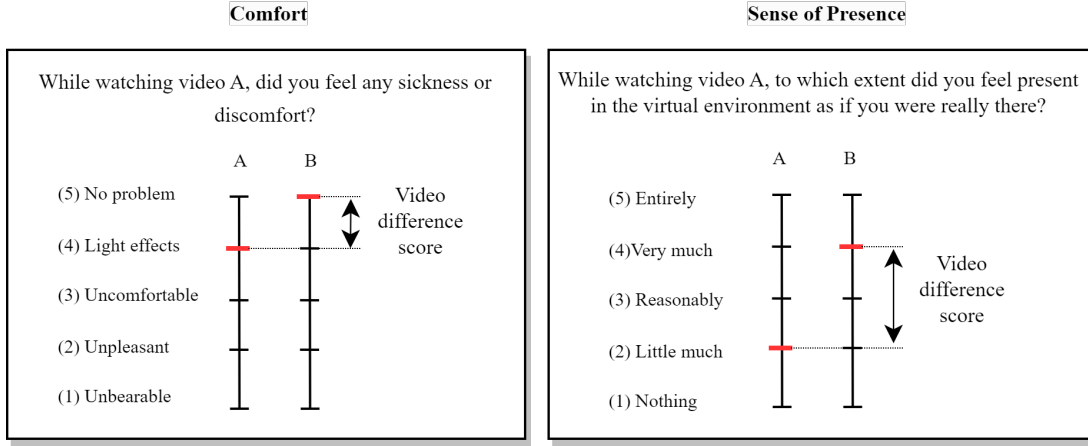 Comfort
While watching video A, did you feel any sickness or
discomfort?
A B
(5) No problem
(4) Light effects
(3) Uncomfortable
(2) Unpleasant
(1) Unbearable
Video
difference
score
Sense of Presence
While watching video A, to which extent did you feel present
in the virtual environment as if you were really there?
A B
(5) Entirely
(4)Very much
(3) Reasonably
(2) Little much
(1) Nothing
Video
difference
score